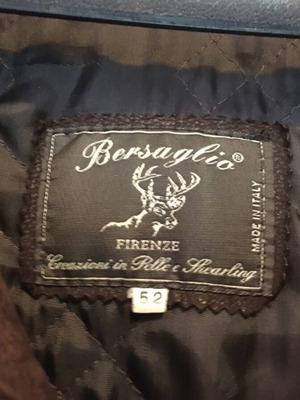 Bersaglio®
FIRENZE
Creazioni in Pelle e Shearling
MADE IN ITALY
52